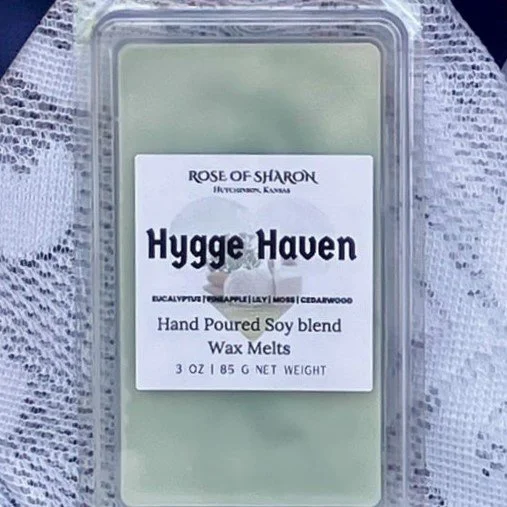 ROSE OF SHARON
HUTCHINSON, KANSAS
Hygge Haven
EUCALYPTUS | PINEAPPLE | LILY | MOSS | CEDARWOOD
Hand Poured Soy blend
Wax Melts
3 OZ | 85 G NET WEIGHT